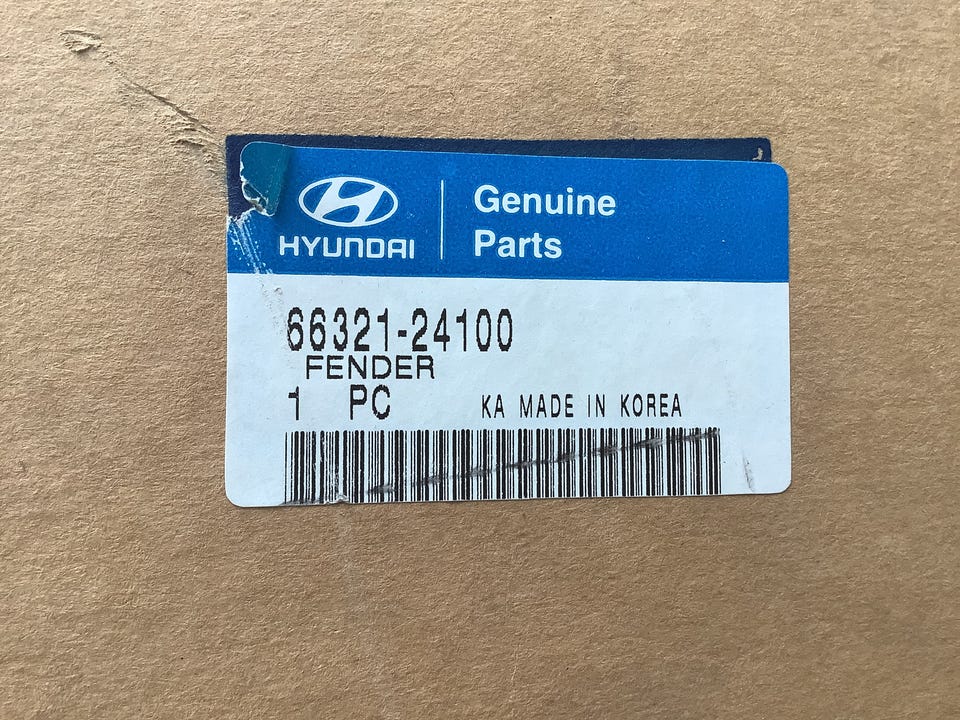 HYUNDAI
Genuine
Parts
66321-24100
FENDER
1 PC KA MADE IN KOREA